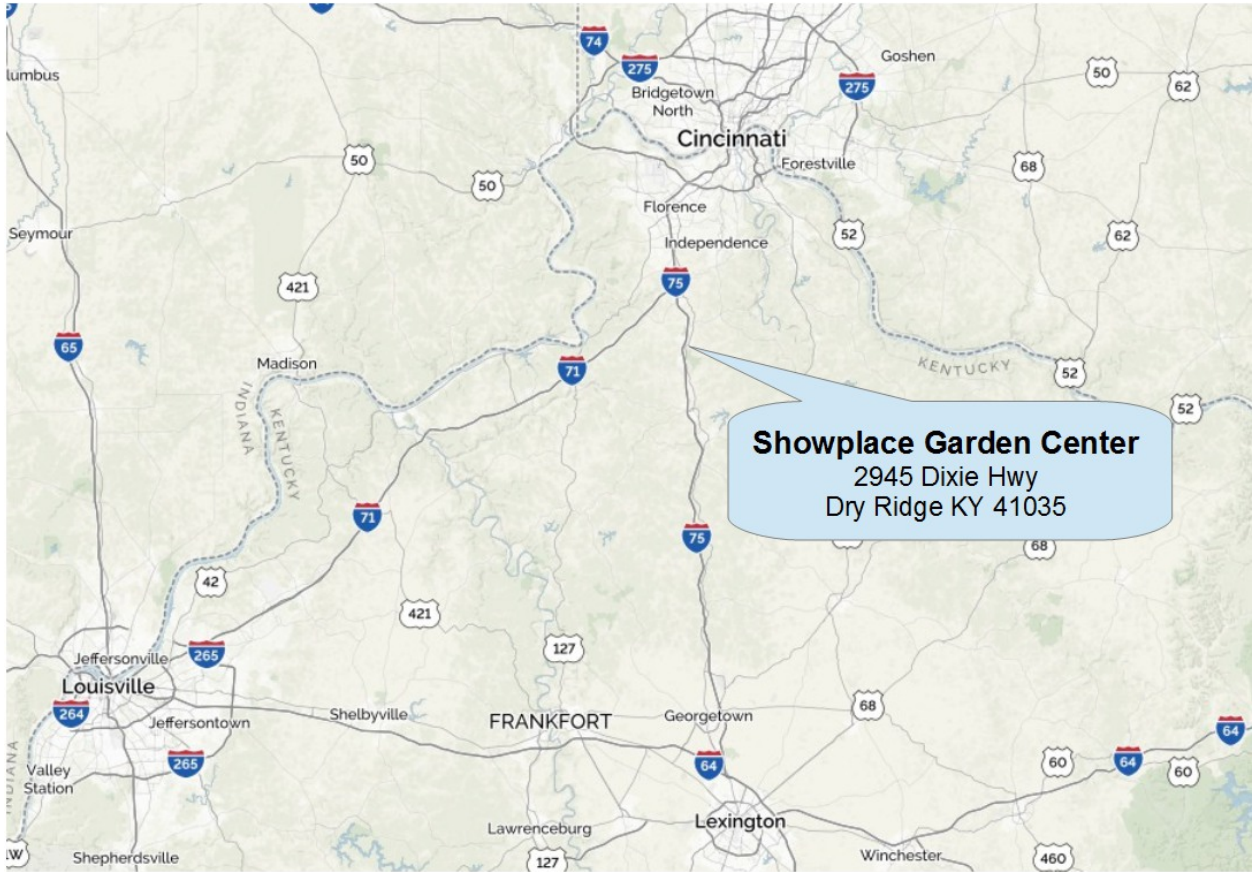 74
275
Goshen
50
62
lumbus
Bridgetown
North
275
Cincinnati
50
68
Forestville
50
Florence
52
62
Seymour
Independence
421
75
65
Madison
71
KENTUCKY
52
INDIANA
KENTUCKY
52
Showplace Garden Center
2945 Dixie Hwy
Dry Ridge KY 41035
71
75
68
42
421
127
265
Jeffersonville
Louisville
264
Jeffersontown
Shelbyville
FRANKFORT
Georgetown
68
64
265
64
60
64
60
INDIANA
Valley
Station
Lexington
Lawrenceburg
1W
Shepherdsville
127
Winchester
460